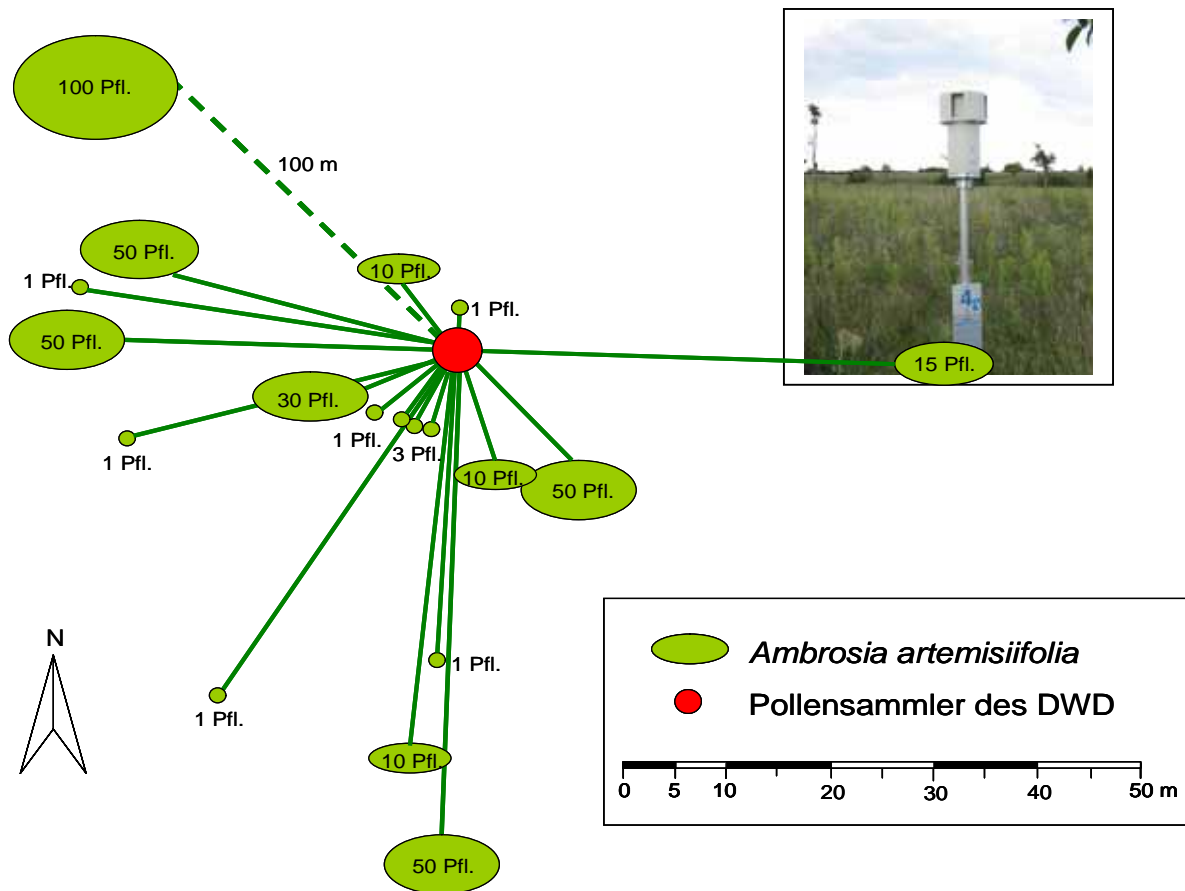 100 Pfl.
100 m
50 Pfl.
10 Pfl.
1 Pfl.
1 Pfl.
50 Pfl.
15 Pfl.
30 Pfl.
1 Pfl.
3 Pfl.
1 Pfl.
10 Pfl.
50 Pfl.
N
1 Pfl.
1 Pfl.
10 Pfl.
50 Pfl.
Ambrosia artemisiifolia
Pollensammler des DWD
0 5 10 20 30 40 50 m